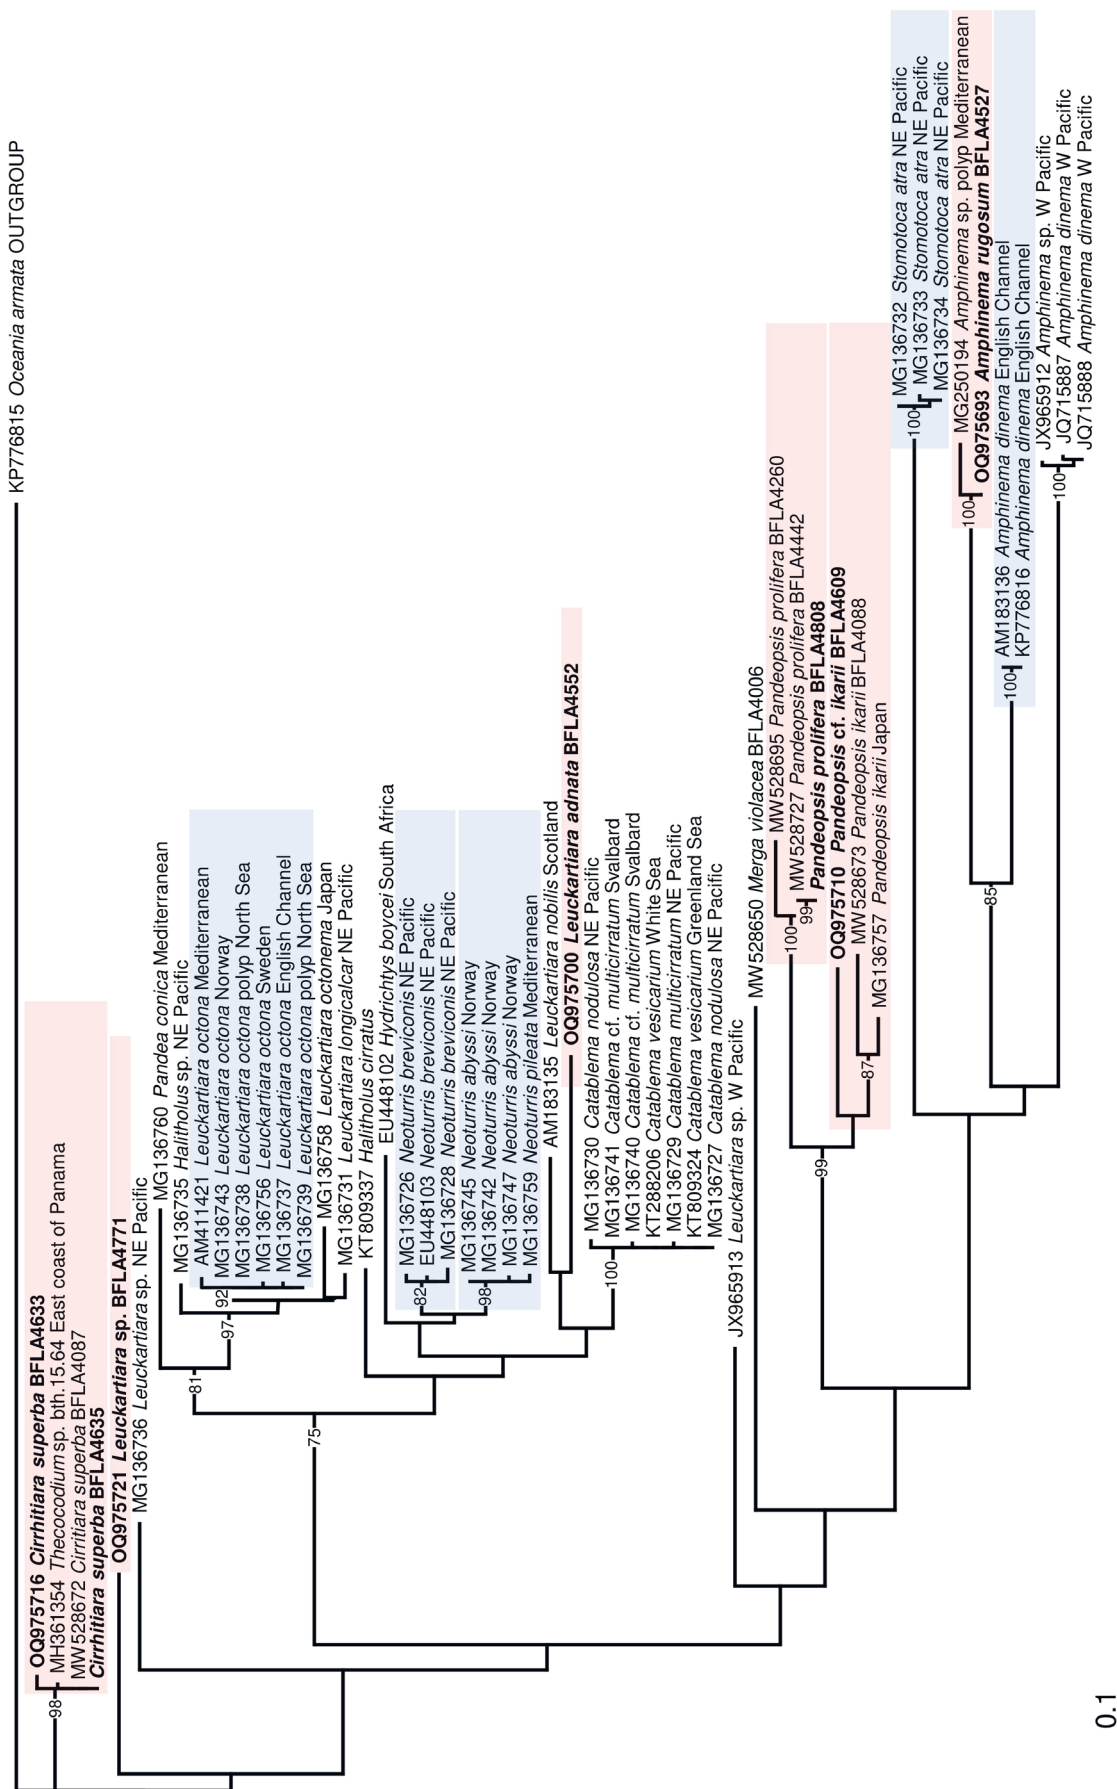 KP776815 Oceania armata OUTGROUP
OQ975716 Cirrhitiara superba BFLA4633
MH361354 Thecocodium sp. bth.15.64 East coast of Panama
MW528672 Cirritiara superba BFLA4087
Cirrhitiara superba BFLA4635
98
OQ975721 Leuckartiara sp. BFLA4771
MG136736 Leuckartiara sp. NE Pacific
MG136760 Pandea conica Mediterranean
MG136735 Halitholus sp. NE Pacific
AM411421 Leuckartiara octona Mediterranean
MG136743 Leuckartiara octona Norway
MG136738 Leuckartiara octona polyp North Sea
MG136756 Leuckartiara octona Sweden
MG136737 Leuckartiara octona English Channel
MG136739 Leuckartiara octona polyp North Sea
92
97
81
MG136758 Leuckartiara octonema Japan
MG136731 Leuckartiara longicalcar NE Pacific
KT809337 Halitholus cirratus
EU448102 Hydrichtys boycei South Africa
MG136726 Neoturris breviconis NE Pacific
EU448103 Neoturris breviconis NE Pacific
MG136728 Neoturris breviconis NE Pacific
82
MG136745 Neoturris abyssi Norway
MG136742 Neoturris abyssi Norway
MG136747 Neoturris abyssi Norway
MG136759 Neoturris pileata Mediterranean
98
75
AM183135 Leuckartiara nobilis Scotland
OQ975700 Leuckartiara adnata BFLA4552
MG136730 Catablema nodulosa NE Pacific
MG136741 Catablema cf. multicirratum Svalbard
MG136740 Catablema cf. multicirratum Svalbard
KT288206 Catablema vesicarium White Sea
MG136729 Catablema multicirratum NE Pacific
KT809324 Catablema vesicarium Greenland Sea
MG136727 Catablema nodulosa NE Pacific
100
JX965913 Leuckartiara sp. W Pacific
MW528650 Merga violacea BFLA4006
MW528695 Pandeopsis prolifera BFLA4260
MW528727 Pandeopsis prolifera BFLA4442
Pandeopsis prolifera BFLA4808
100
99
OQ975710 Pandeopsis cf. ikarii BFLA4609
MW528673 Pandeopsis ikarii BFLA4088
MG136757 Pandeopsis ikarii Japan
87
99
MG136732 Stomotoca atra NE Pacific
MG136733 Stomotoca atra NE Pacific
MG136734 Stomotoca atra NE Pacific
100
MG250194 Amphinema sp. polyp Mediterranean
OQ975693 Amphinema rugosum BFLA4527
100
AM183136 Amphinema dinema English Channel
KP776816 Amphinema dinema English Channel
100
85
JX965912 Amphinema sp. W Pacific
JQ715887 Amphinema dinema W Pacific
JQ715888 Amphinema dinema W Pacific
100
0.1